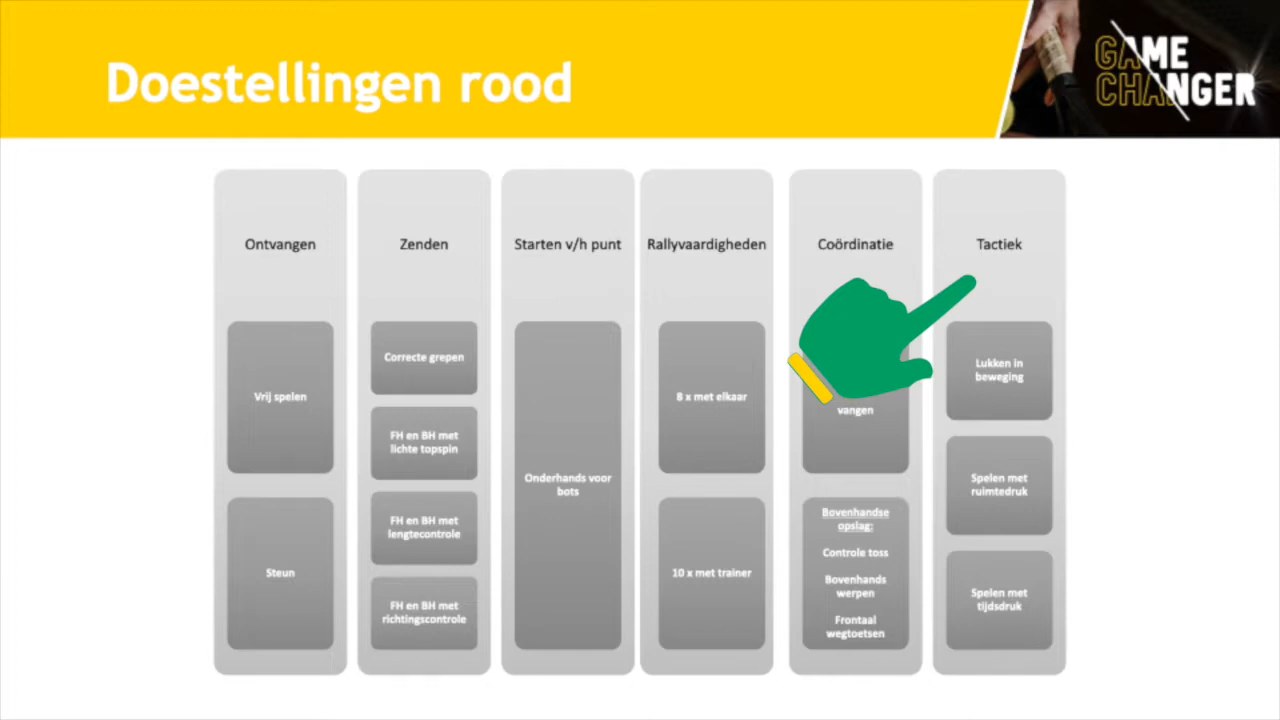 Doestellingen rood
GAME
CHANGER
Ontvangen
Vrij spelen
Steun
Zenden
Correcte grepen
FH en BH met
lichte topspin
FH en BH met
lengtecontrole
FH en BH met
richtingscontrole
Starten v/h punt
Onderhands voor
bots
Rallyvaardigheden
8 x met elkaar
10 x met trainer
Coördinatie
vangen
Bovenhandse
opslag:
Controle toss
Bovenhands
werpen
Frontaal
wegtoetsen
Tactiek
Lukken in
beweging
Spelen met
ruimtedruk
Spelen met
tijdsdruk